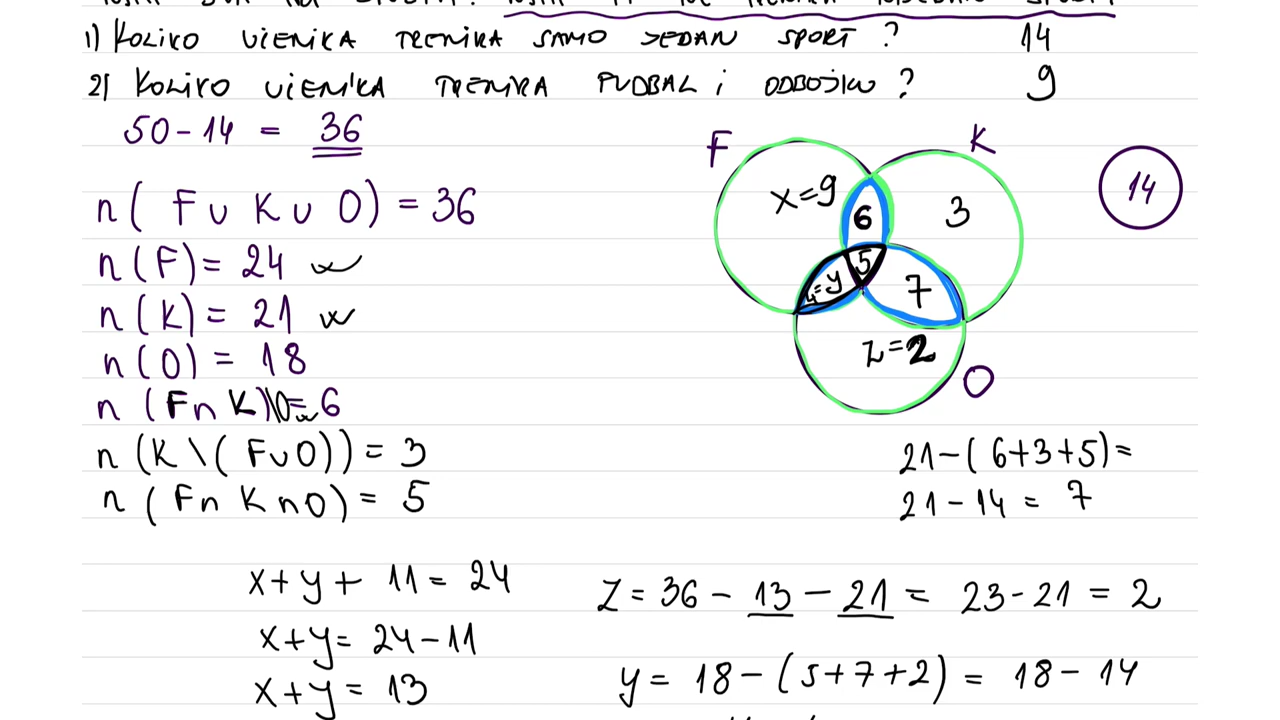 1) KOLIKO UČENIKA TRENIRA SAMO JEDAN SPORT ? 14
2) KOLIKO UČENIKA TRENIRA FUDBAL i ODBOJKU ? 9
50 - 14 = 36
n ( F ∪ K ∪ O) = 36
n (F) = 24
n (K) = 21
n (O) = 18
n (F∩K)\O = 6
n (K \ ( F∪O)) = 3
n (F∩K∩O) = 5
x + y + 11 = 24
x + y = 24 - 11
x + y = 13
F
K
14
x = 9
6
3
5
4 = y
7
z = 2
O
21 - ( 6+3+5) =
21 - 14 = 7
z = 36 - 13 - 21 = 23 - 21 = 2
y = 18 - (5+7+2) = 18 - 14